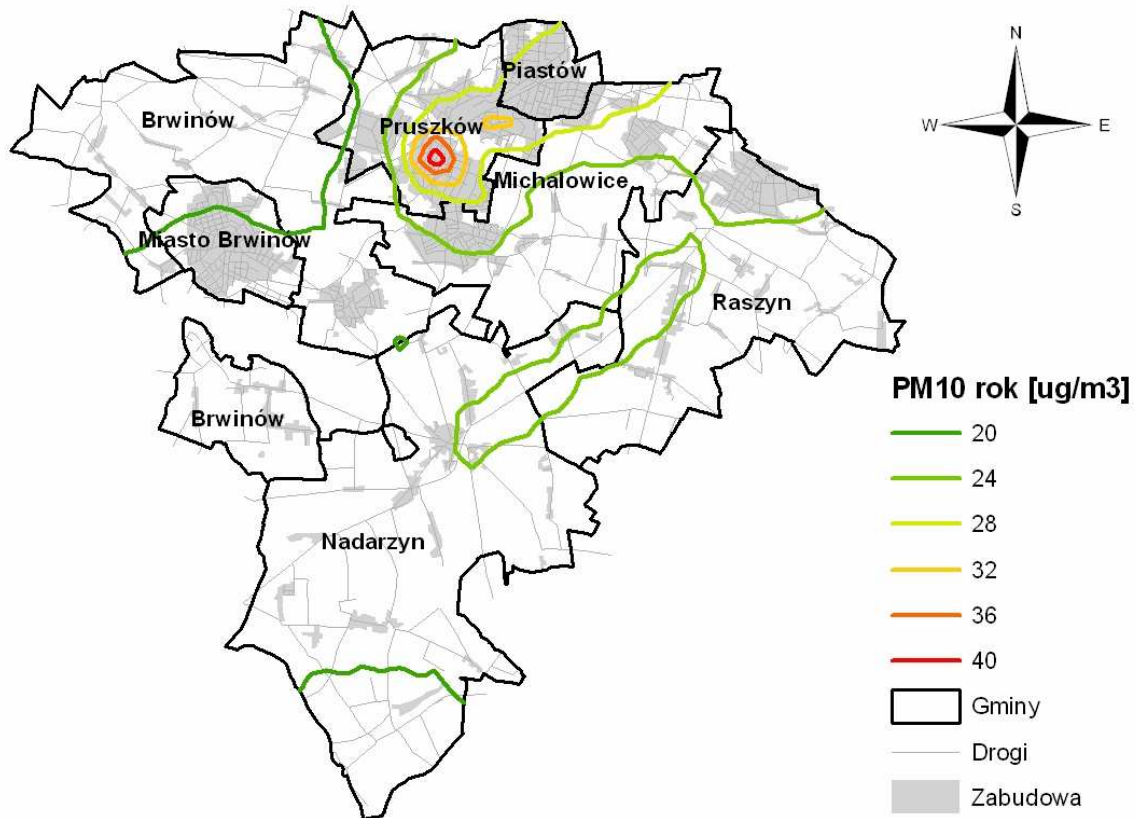 N
W E
S
Piastów
Brwinów
Pruszków
Michalowice
Miasto Brwinów
Raszyn
Brwinów
Nadarzyn
PM10 rok [ug/m3]
20
24
28
32
36
40
Gminy
Drogi
Zabudowa